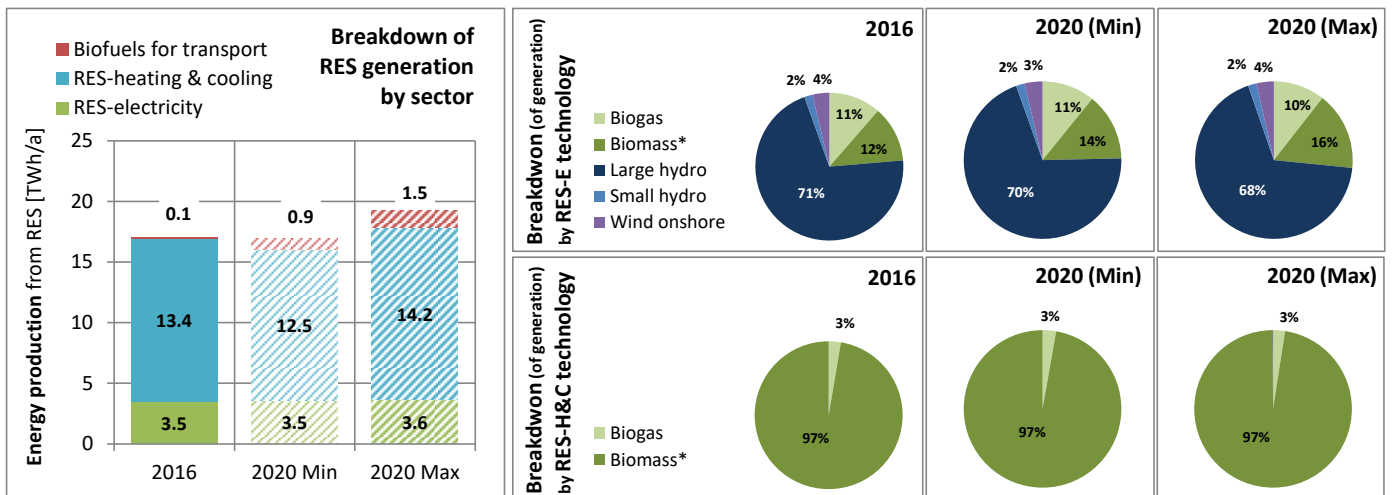 Breakdown of
RES generation
by sector
Biofuels for transport
RES-heating & cooling
RES-electricity
Energy production from RES [TWh/a]
25
20
15
10
5
0
0.1
0.9
1.5
13.4
12.5
14.2
3.5
3.5
3.6
2016
2020 Min
2020 Max
Breakdwon (of generation)
by RES-E technology
Biogas
Biomass*
Large hydro
Small hydro
Wind onshore
2016
2%
4%
11%
12%
71%
2020 (Min)
2%
3%
11%
14%
70%
2020 (Max)
2%
4%
10%
16%
68%
Breakdwon (of generation)
by RES-H&C technology
Biogas
Biomass*
2016
3%
97%
2020 (Min)
3%
97%
2020 (Max)
3%
97%